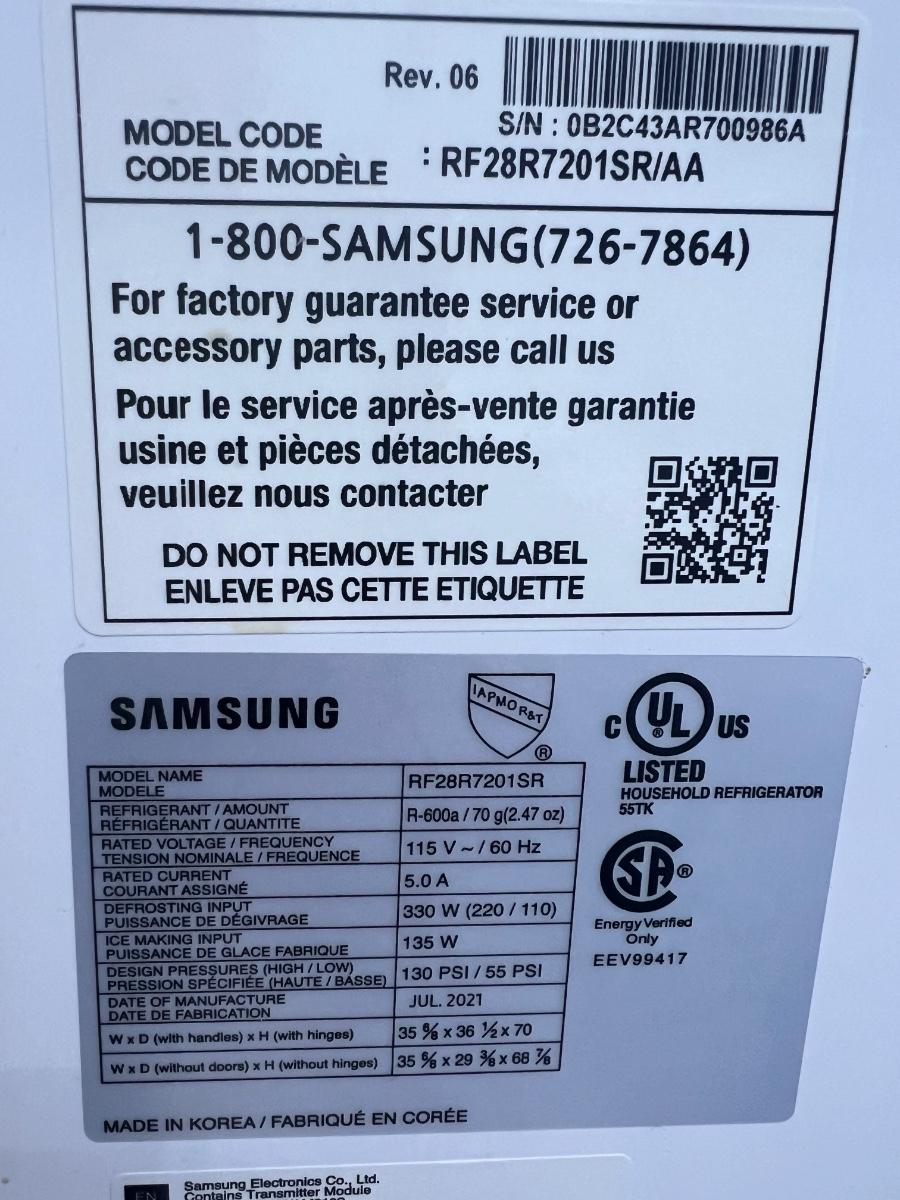 Rev. 06
S/N : 0B2C43AR700986A
MODEL CODE
CODE DE MODÈLE : RF28R7201SR/AA
1-800-SAMSUNG(726-7864)
For factory guarantee service or
accessory parts, please call us
Pour le service après-vente garantie
usine et pièces détachées,
veuillez nous contacter
DO NOT REMOVE THIS LABEL
ENLEVE PAS CETTE ETIQUETTE
SAMSUNG
IAPMO R&T
®
C UL ® US
LISTED
HOUSEHOLD REFRIGERATOR
55TK
SA ®
Energy Verified
Only
EEV99417
MODEL NAME
MODELE
RF28R7201SR
REFRIGERANT / AMOUNT
RÉFRIGÉRANT / QUANTITE
R-600a / 70 g(2.47 oz)
RATED VOLTAGE / FREQUENCY
TENSION NOMINALE / FREQUENCE
115 V ~ / 60 Hz
RATED CURRENT
COURANT ASSIGNÉ
5.0 A
DEFROSTING INPUT
PUISSANCE DE DÉGIVRAGE
330 W (220 / 110)
ICE MAKING INPUT
PUISSANCE DE GLACE FABRIQUE
135 W
DESIGN PRESSURES (HIGH / LOW)
PRESSION SPÉCIFIÉE (HAUTE / BASSE)
130 PSI / 55 PSI
DATE OF MANUFACTURE
DATE DE FABRICATION
JUL. 2021
W x D (with handles) x H (with hinges)
35 x 36 ½ x 70
W x D (without doors) x H (without hinges)
35 x 29 ⅜ x 68 ⅞
MADE IN KOREA / FABRIQUÉ EN CORÉE
EN
Samsung Electronics Co., Ltd.
Contains Transmitter Module